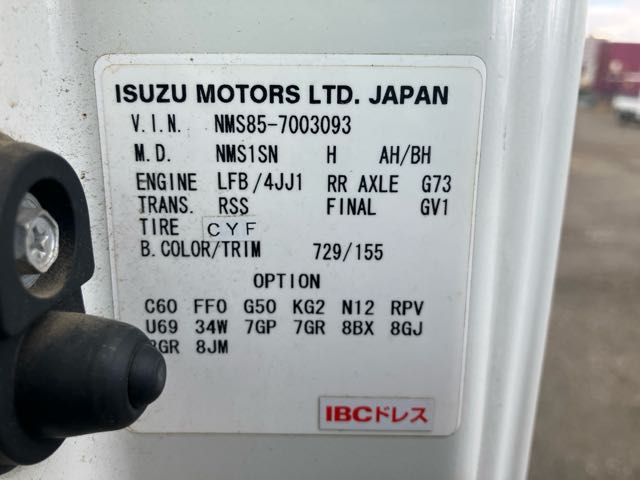 ISUZU MOTORS LTD. JAPAN
V.I.N. NMS85-7003093
M.D. NMS1SN H AH/BH
ENGINE LFB/4JJ1 RR AXLE G73
TRANS. RSS FINAL GV1
TIRE CYF
B.COLOR/TRIM 729/155
OPTION
C60 FF0 G50 KG2 N12 RPV
U69 34W 7GP 7GR 8BX 8GJ
8JM
IBCドレス